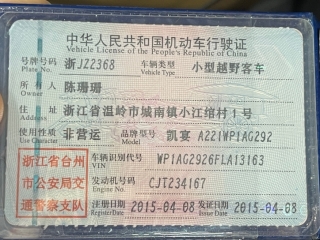 中华人民共和国机动车行驶证
Vehicle License of the People's Republic of China
号牌号码 浙JZ2368 车辆类型 小型越野客车
Plate No. Vehicle Type
所有人 陈珊珊
Owner
住址 浙江省温岭市城南镇小江绾村1号
Address
使用性质 非营运 品牌型号 凯宴 A221WP1AG292
Use Character Model
浙江省台州
市公安局交
通警察支队
车辆识别代号 WP1AG2926FLA13163
VIN
发动机号码 CJT234167
Engine No.
注册日期 2015-04-08 发证日期 2015-04-08
Register Date Issue Date